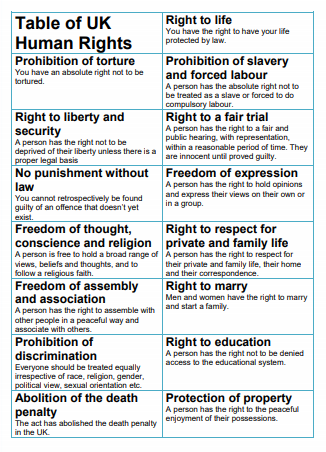 Table of UK
Human Rights
Right to life
You have the right to have your life
protected by law.
Prohibition of torture
You have an absolute right not to be
tortured.
Prohibition of slavery
and forced labour
A person has the absolute right not to
be treated as a slave or forced to do
compulsory labour.
Right to liberty and
security
A person has the right not to be
deprived of their liberty unless there is a
proper legal basis
Right to a fair trial
A person has the right to a fair and
public hearing, with representation,
within a reasonable period of time. They
are innocent until proved guilty.
No punishment without
law
You cannot retrospectively be found
guilty of an offence that doesn't yet
exist.
Freedom of expression
A person has the right to hold opinions
and express their views on their own or
in a group.
Freedom of thought,
conscience and religion
A person is free to hold a broad range of
views, beliefs and thoughts, and to
follow a religious faith.
Right to respect for
private and family life
A person has the right to respect for
their private and family life, their home
and their correspondence.
Freedom of assembly
and association
A person has the right to assemble with
other people in a peaceful way and
associate with others.
Right to marry
Men and women have the right to marry
and start a family.
Prohibition of
discrimination
Everyone should be treated equally
irrespective of race, religion, gender,
political view, sexual orientation etc.
Right to education
A person has the right not to be denied
access to the educational system.
Abolition of the death
penalty
The act has abolished the death penalty
in the UK.
Protection of property
A person has the right to the peaceful
enjoyment of their possessions.